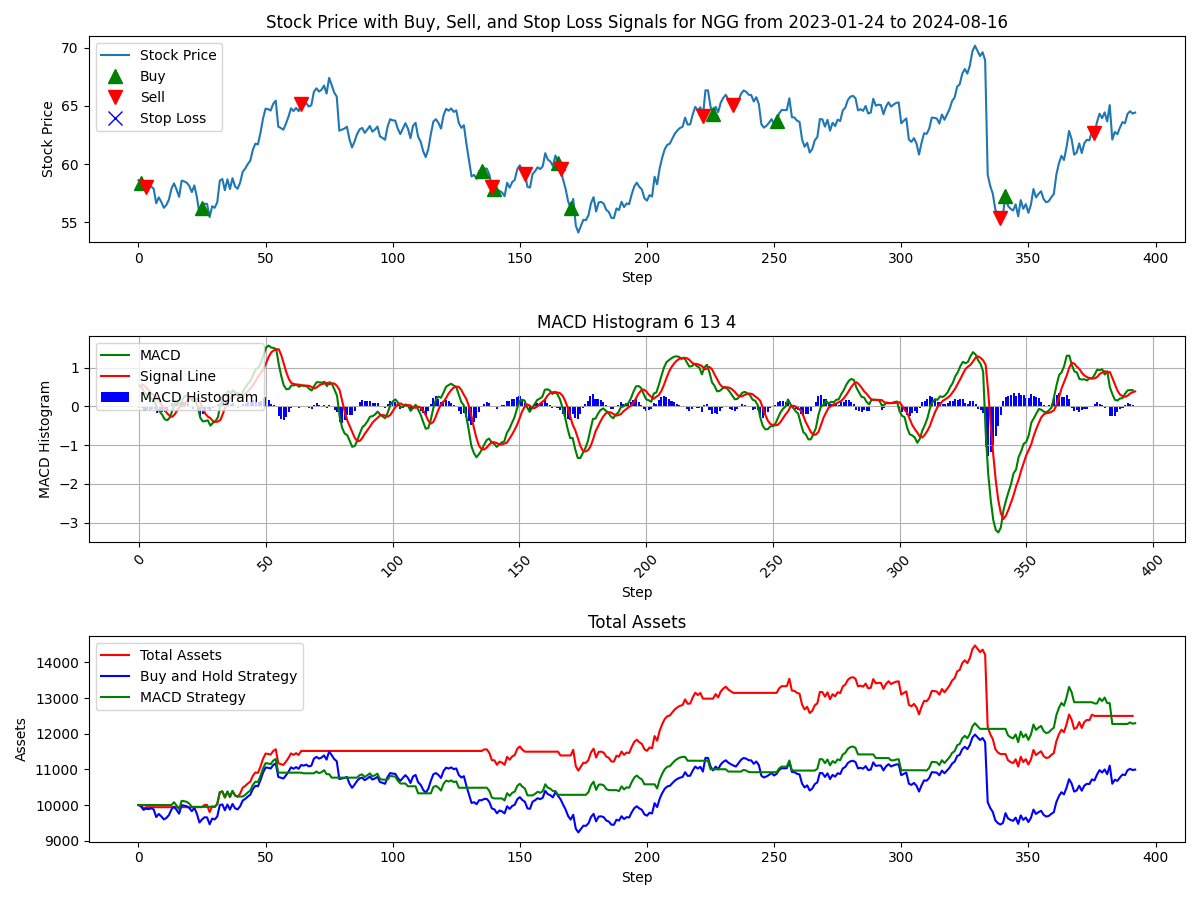 Stock Price with Buy, Sell, and Stop Loss Signals for NGG from 2023-01-24 to 2024-08-16
Stock Price
Buy
Sell
Stop Loss
Stock Price
70
65
60
55
0 50 100 150 200 250 300 350 400
Step
MACD Histogram 6 13 4
MACD
Signal Line
MACD Histogram
MACD Histogram
1
0
−1
−2
−3
0 50 100 150 200 250 300 350 400
Step
Total Assets
Total Assets
Buy and Hold Strategy
MACD Strategy
Assets
14000
13000
12000
11000
10000
9000
0 50 100 150 200 250 300 350 400
Step